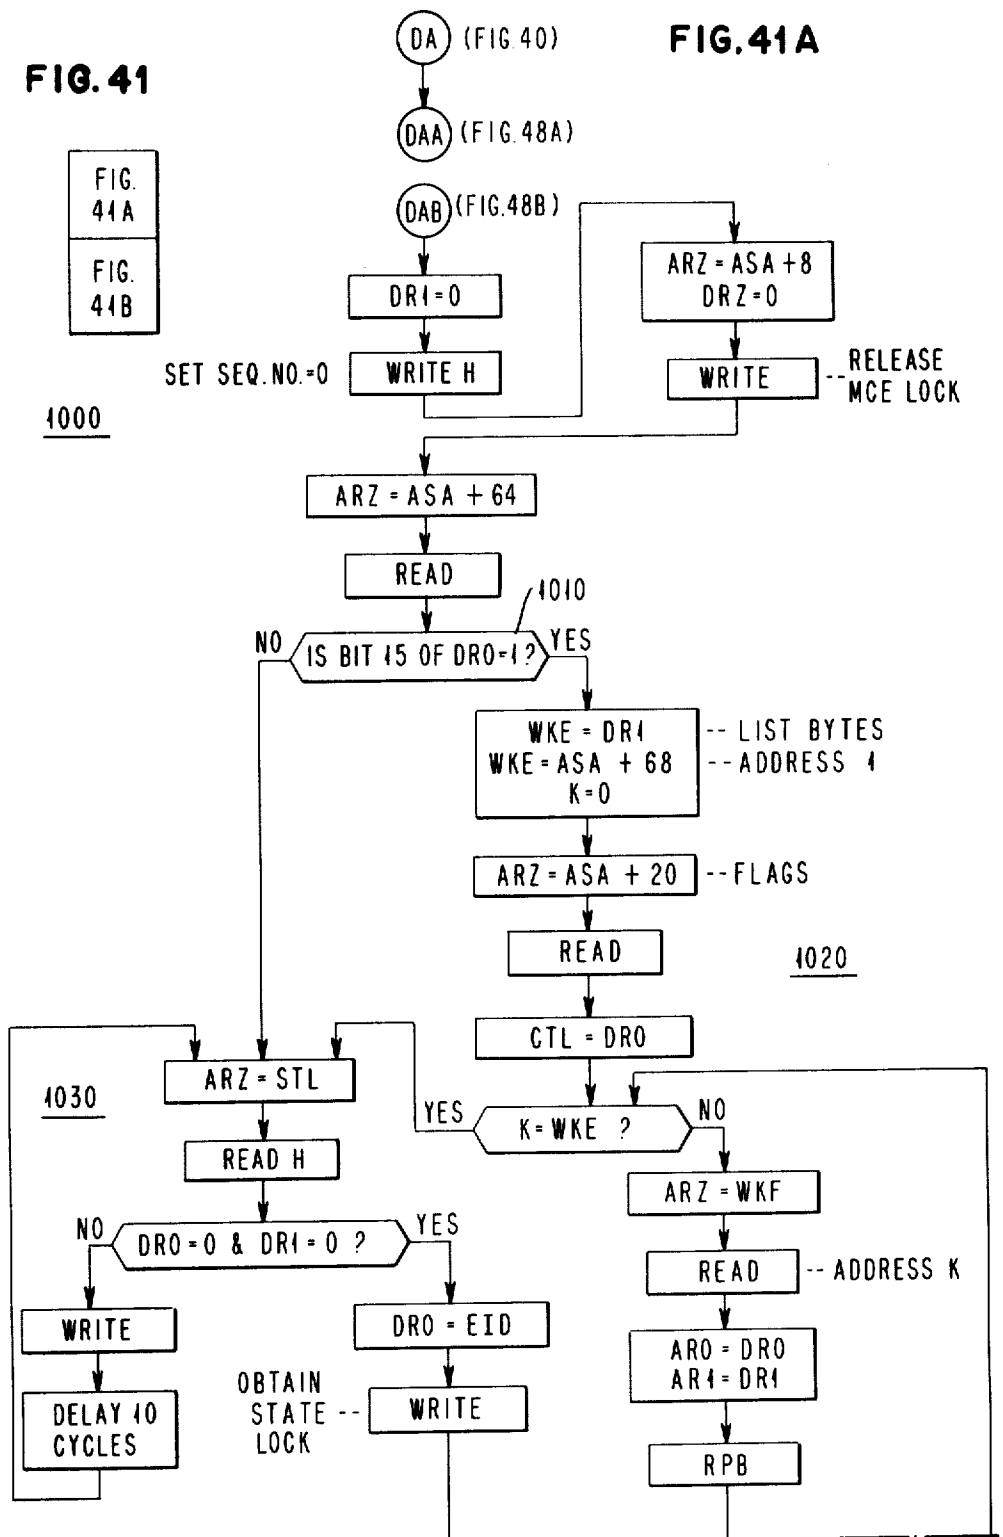 FIG. 41
FIG. 41A
DA (FIG. 40)
DAA (FIG. 48A)
FIG.
41A
FIG.
41B
DAB (FIG. 48B)
DR1=0
SET SEQ. NO.=0
WRITE H
ARZ=ASA+8
DRZ=0
WRITE
--RELEASE
MCE LOCK
1000
ARZ = ASA + 64
READ
1010
NO
IS BIT 15 OF DR0=1?
YES
WKE = DR1 -- LIST BYTES
WKE=ASA + 68 -- ADDRESS 1
K=0
ARZ = ASA + 20 -- FLAGS
READ
1020
CTL = DR0
ARZ = STL
1030
YES
K=WKE ?
NO
READ H
ARZ = WKF
NO
DR0=0 & DR1=0 ?
YES
READ -- ADDRESS K
WRITE
DR0 = EID
AR0 = DR0
AR1 = DR1
OBTAIN
STATE --
LOCK
WRITE
DELAY 10
CYCLES
RPB